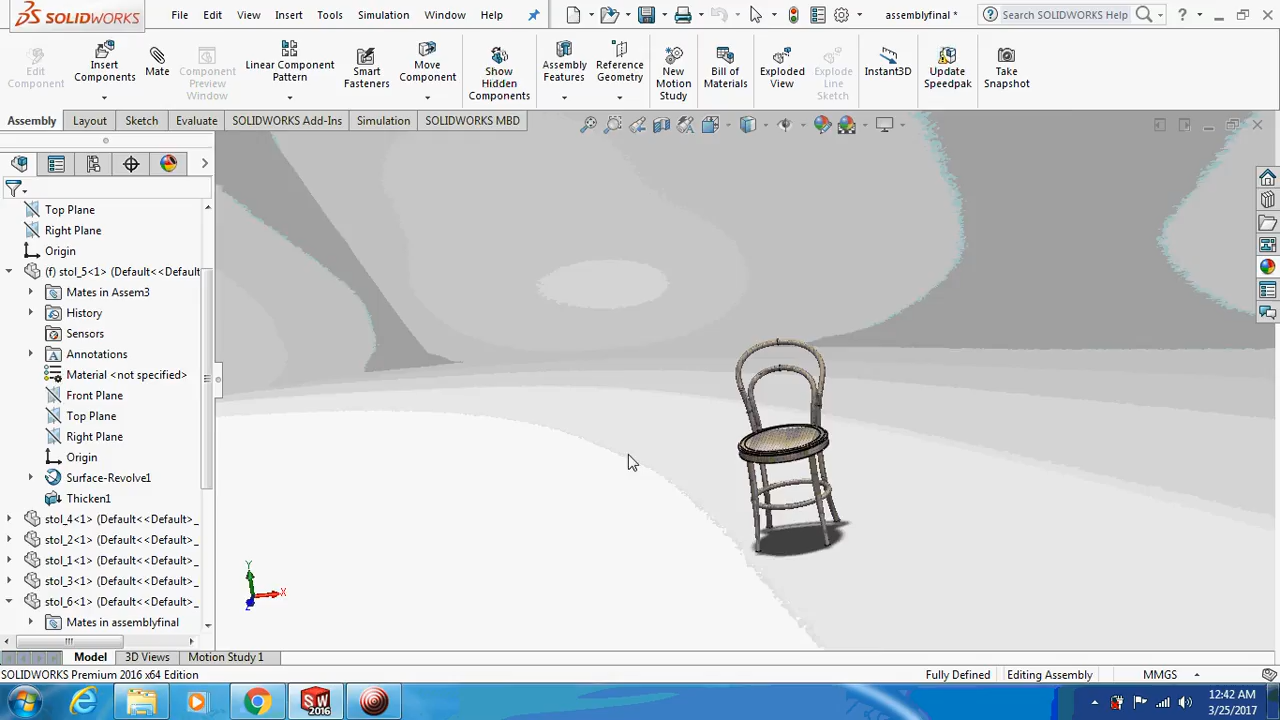 SOLIDWORKS File Edit View Insert Tools Simulation Window Help assemblyfinal * Search SOLIDWORKS Help
Edit Component
Insert Components
Mate
Component Preview Window
Linear Component Pattern
Smart Fasteners
Move Component
Show Hidden Components
Assembly Features
Reference Geometry
New Motion Study
Bill of Materials
Exploded View
Explode Line Sketch
Instant3D
Update Speedpak
Take Snapshot
Assembly Layout Sketch Evaluate SOLIDWORKS Add-Ins Simulation SOLIDWORKS MBD
Top Plane
Right Plane
Origin
(f) stol_5<1> (Default<<Default
Mates in Assem3
History
Sensors
Annotations
Material <not specified>
Front Plane
Top Plane
Right Plane
Origin
Surface-Revolve1
Thicken1
stol_4<1> (Default<<Default>_
stol_2<1> (Default<<Default>_
stol_1<1> (Default<<Default>_
stol_3<1> (Default<<Default>_
stol_6<1> (Default<<Default>_
Mates in assemblyfinal
Y
X
Z
Model 3D Views Motion Study 1
SOLIDWORKS Premium 2016 x64 Edition Fully Defined Editing Assembly MMGS
SW 2016
12:42 AM
3/25/2017